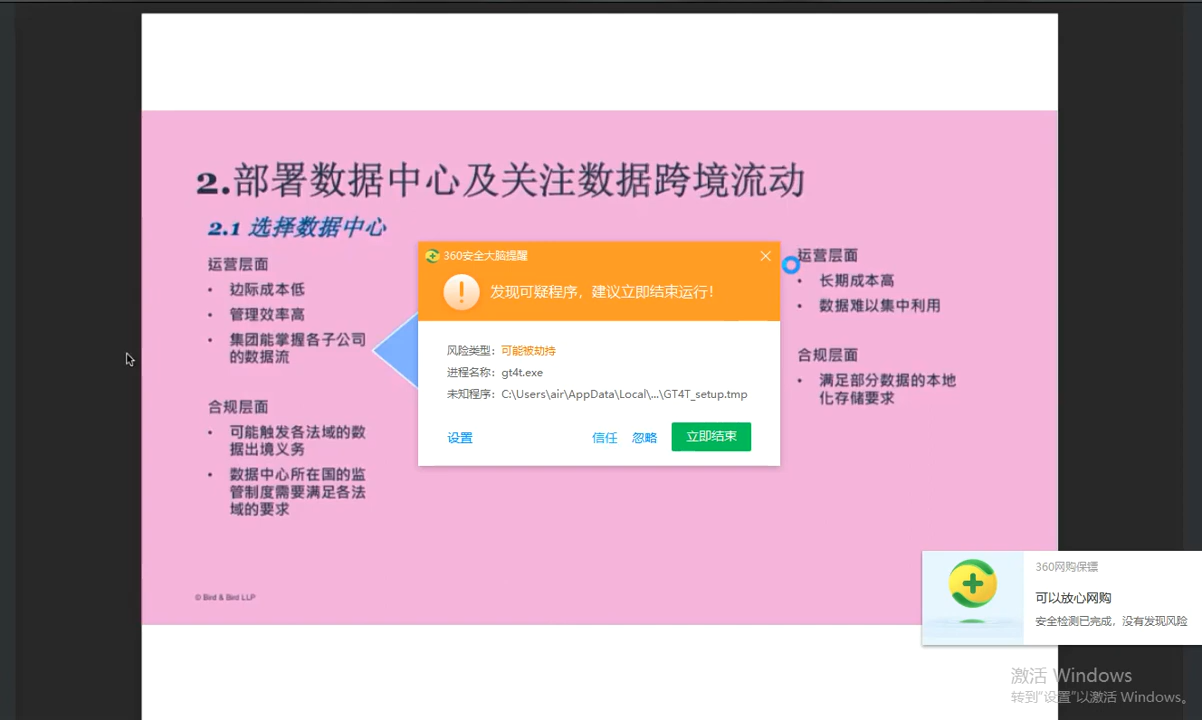 2.部署数据中心及关注数据跨境流动
2.1 选择数据中心
运营层面
• 边际成本低
• 管理效率高
• 集团能掌握各子公司
的数据流
合规层面
• 可能触发各法域的数
据出境义务
• 数据中心所在国的监
管制度需要满足各法
域的要求
360安全大脑提醒
发现可疑程序，建议立即结束运行！
风险类型：可能被劫持
进程名称：gt4t.exe
未知程序：C:\Users\air\AppData\Local\...\GT4T_setup.tmp
设置 信任 忽略 立即结束
运营层面
• 长期成本高
• 数据难以集中利用
合规层面
• 满足部分数据的本地
化存储要求
© Bird & Bird LLP
360网购保镖
可以放心网购
安全检测已完成，没有发现风险
激活 Windows
转到“设置”以激活 Windows。